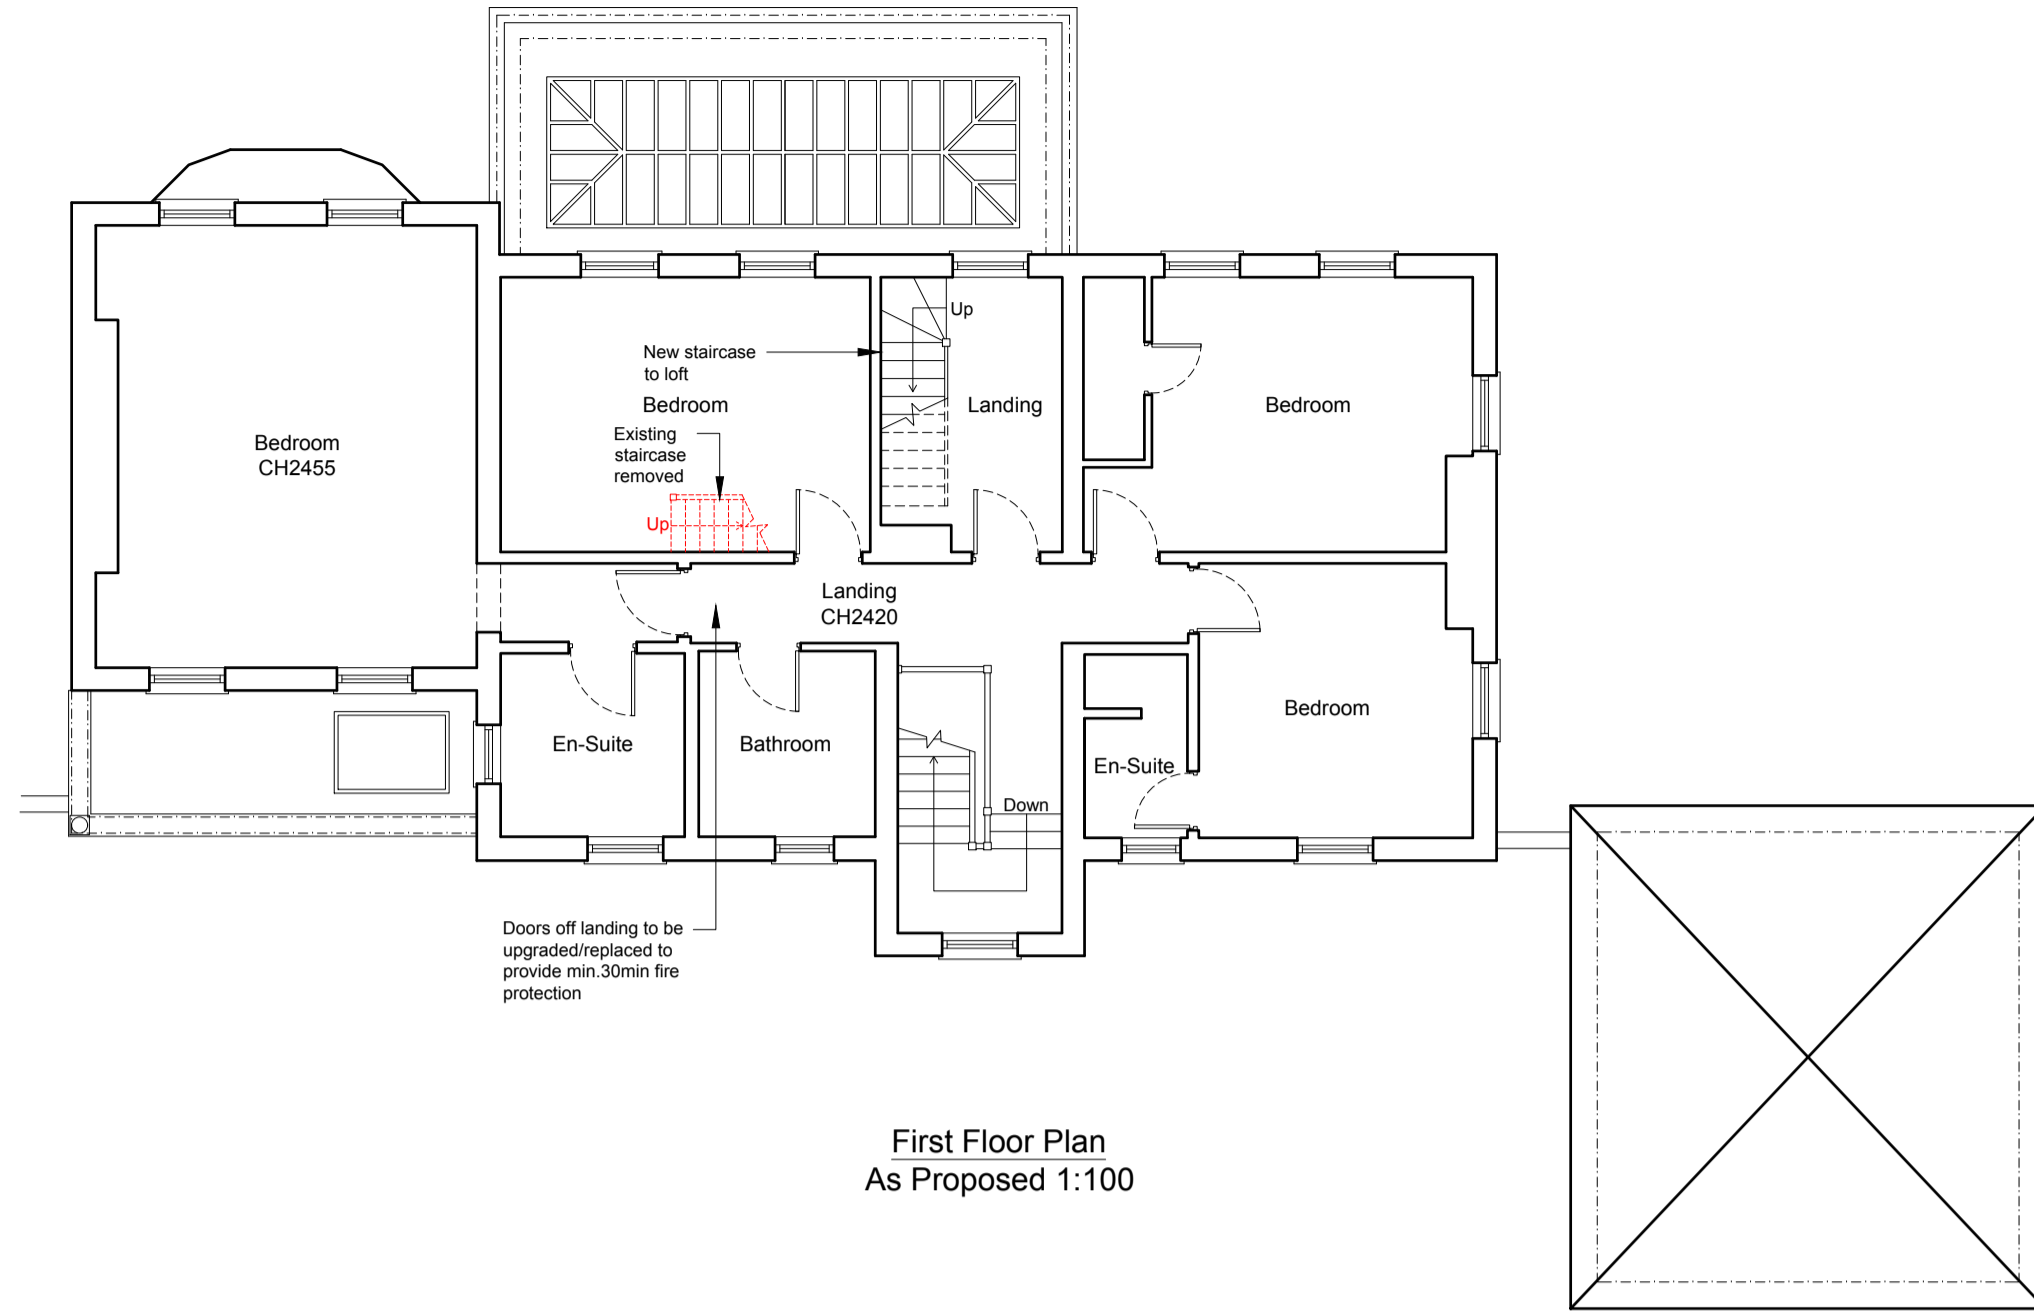 Up
New staircase
to loft
Bedroom
Landing
Bedroom
Existing
staircase
removed
Bedroom
CH2455
Up
Landing
CH2420
Bedroom
En-Suite
Bathroom
En-Suite
Down
Doors off landing to be
upgraded/replaced to
provide min.30min fire
protection
First Floor Plan
As Proposed 1:100